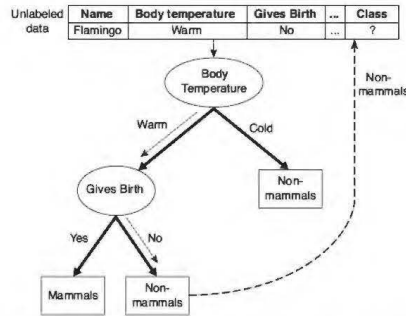 Unlabeled data
Name Body temperature Gives Birth ... Class
Flamingo Warm No ... ?
Body
Temperature
Non-
mammals
Warm
Cold
Gives Birth
Non-
mammals
Yes
No
Mammals
Non-
mammals